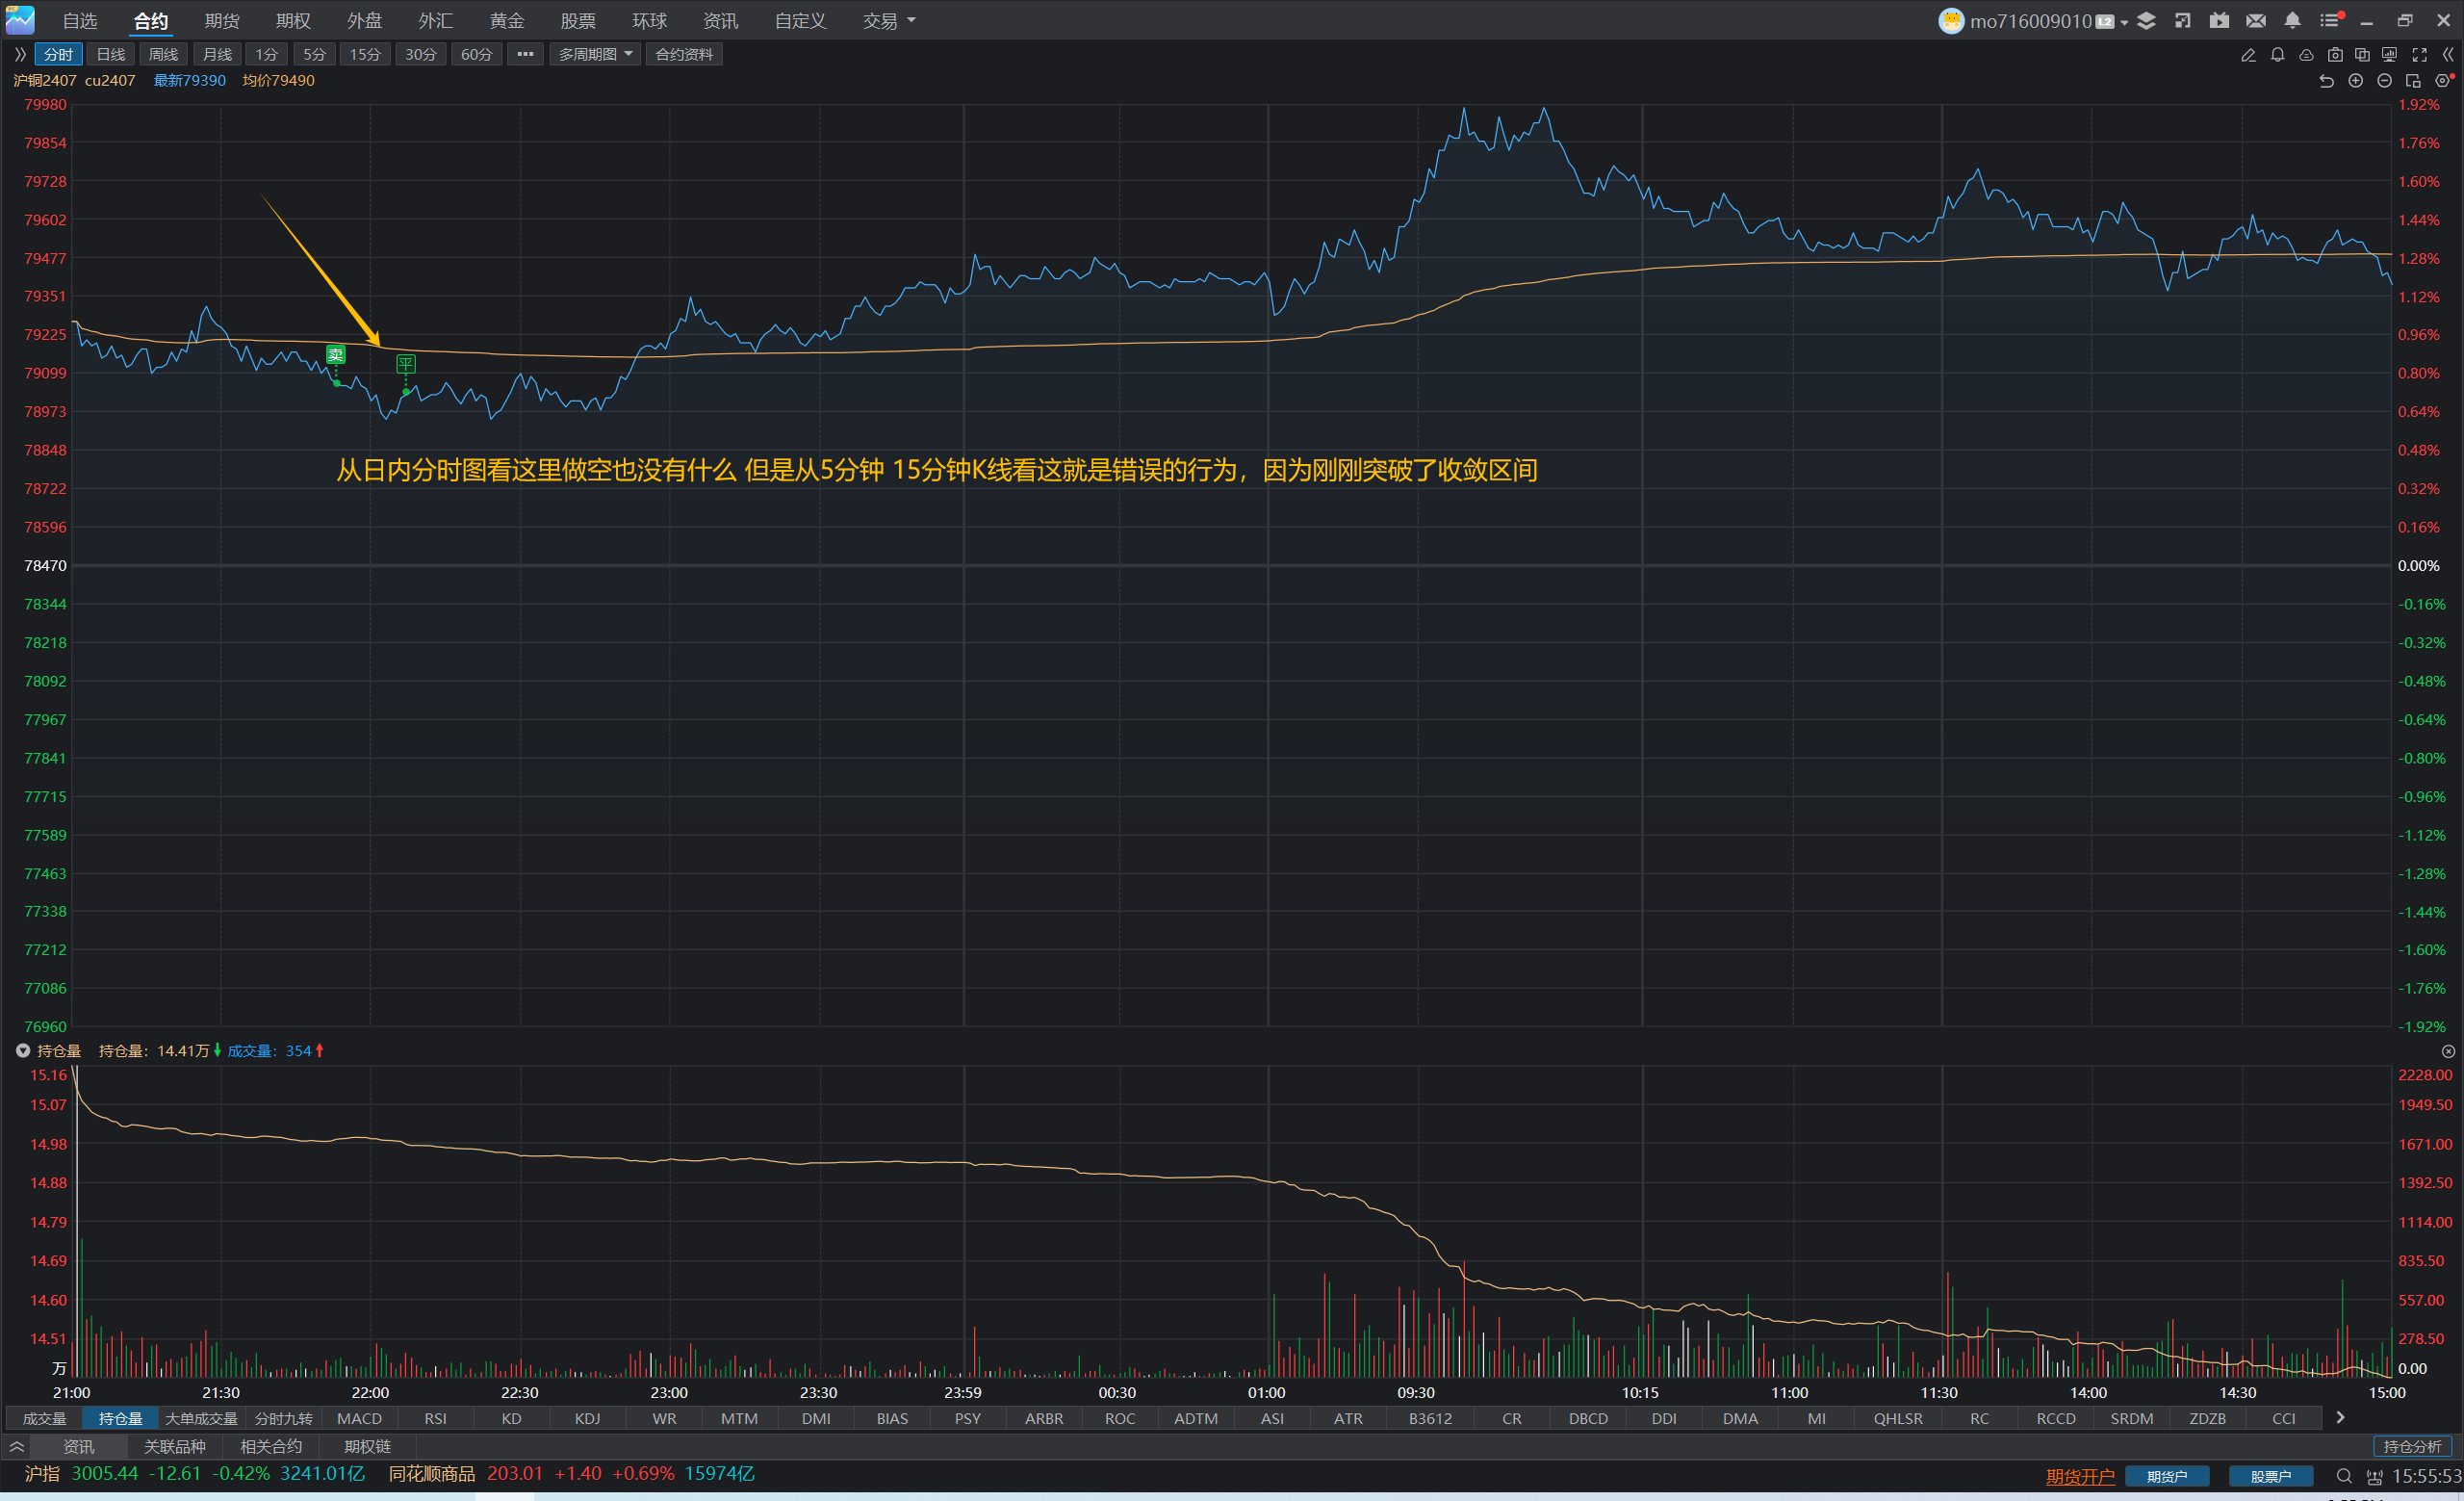 自选 合约 期货 期权 外盘 外汇 黄金 股票 环球 资讯 自定义 交易 mo716009010 L2
分时 日线 周线 月线 1分 5分 15分 30分 60分 ••• 多周期图 合约资料
沪铜2407 cu2407 最新79390 均价79490
79980 1.92%
79854 1.76%
79728 1.60%
79602 1.44%
79477 1.28%
79351 1.12%
79225 0.96%
卖
平
79099 0.80%
78973 0.64%
78848 0.48%
从日内分时图看这里做空也没有什么 但是从5分钟 15分钟K线看这就是错误的行为，因为刚刚突破了收敛区间
78722 0.32%
78596 0.16%
78470 0.00%
78344 -0.16%
78218 -0.32%
78092 -0.48%
77967 -0.64%
77841 -0.80%
77715 -0.96%
77589 -1.12%
77463 -1.28%
77338 -1.44%
77212 -1.60%
77086 -1.76%
76960 -1.92%
持仓量 持仓量：14.41万 成交量：354
15.16 2228.00
15.07 1949.50
14.98 1671.00
14.88 1392.50
14.79 1114.00
14.69 835.50
14.60 557.00
14.51 278.50
万 0.00
21:00 21:30 22:00 22:30 23:00 23:30 23:59 00:30 01:00 09:30 10:15 11:00 11:30 14:00 14:30 15:00
成交量 持仓量 大单成交量 分时九转 MACD RSI KD KDJ WR MTM DMI BIAS PSY ARBR ROC ADTM ASI ATR B3612 CR DBCD DDI DMA MI QHLSR RC RCCD SRDM ZDZB CCI
资讯 关联品种 相关合约 期权链 持仓分析
沪指 3005.44 -12.61 -0.42% 3241.01亿 同花顺商品 203.01 +1.40 +0.69% 15974亿 期货开户 期货户 股票户 15:55:53